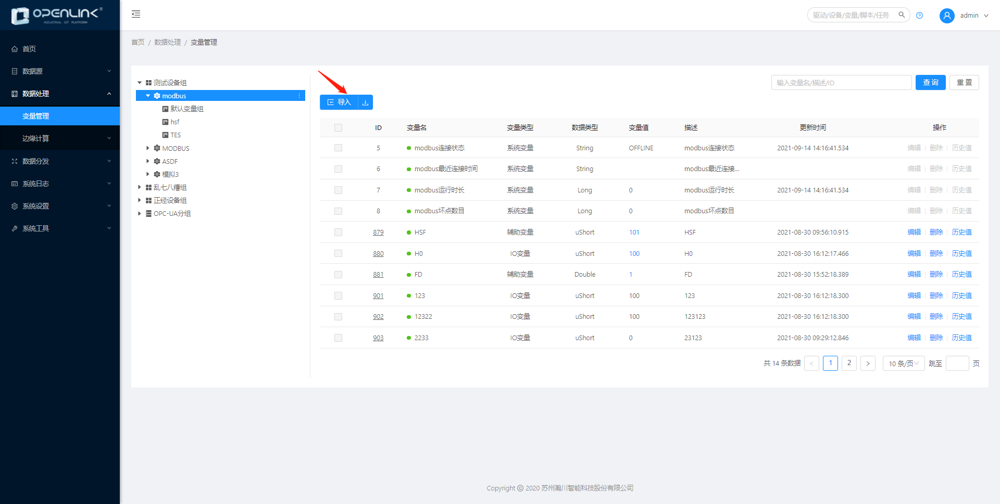 OPENLINK®
INDUSTRIAL IOT PLATFORM
驱动/设备/变量/脚本/任务
admin
首页
数据源
数据处理
变量管理
边缘计算
数据分发
系统日志
系统设置
系统工具
首页 / 数据处理 / 变量管理
测试设备组
modbus
默认变量组
hsf
TES
MODBUS
ASDF
模拟3
乱七八糟组
正经设备组
OPC-UA分组
输入变量名/描述/ID 查 询 重 置
导入
ID 变量名 变量类型 数据类型 变量值 描述 更新时间 操作
5 modbus连接状态 系统变量 String OFFLINE modbus连接状态 2021-09-14 14:16:41.534 编辑 删除 历史值
6 modbus最近连接时间 系统变量 String modbus最近连接... 编辑 删除 历史值
7 modbus运行时长 系统变量 Long 0 modbus运行时长 2021-09-14 14:16:41.534 编辑 删除 历史值
8 modbus坏点数目 系统变量 Long 0 modbus坏点数目 编辑 删除 历史值
879 HSF 辅助变量 uShort 101 HSF 2021-08-30 09:56:10.915 编辑 删除 历史值
880 H0 IO变量 uShort 100 H0 2021-08-30 16:12:17.466 编辑 删除 历史值
881 FD 辅助变量 Double 1 FD 2021-08-30 15:52:18.389 编辑 删除 历史值
901 123 IO变量 uShort 100 123 2021-08-30 16:12:18.300 编辑 删除 历史值
902 12322 IO变量 uShort 100 123123 2021-08-30 16:12:18.300 编辑 删除 历史值
903 2233 IO变量 uShort 0 23123 2021-08-30 09:29:12.846 编辑 删除 历史值
共 14 条数据 < 1 2 > 10 条/页 跳至 页
Copyright © 2020 苏州瀚川智能科技股份有限公司